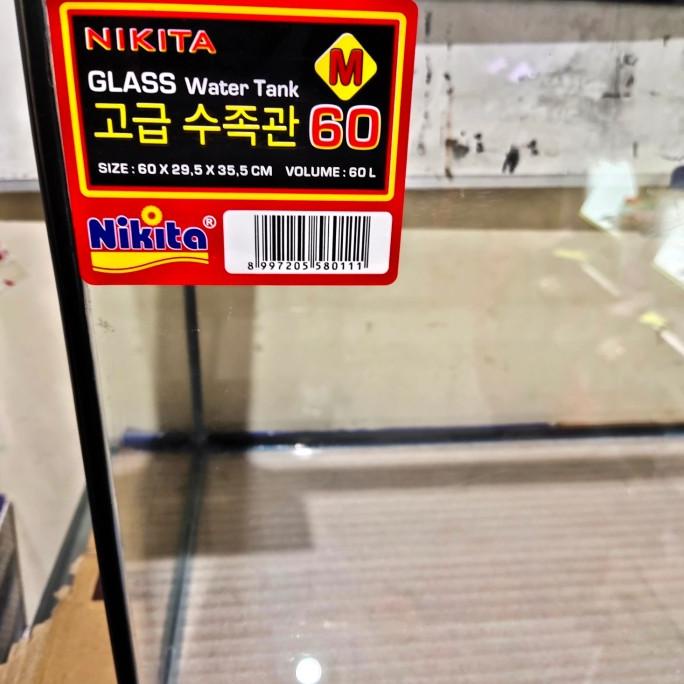 NIKITA
M
GLASS Water Tank
고급 수족관 60
SIZE : 60 X 29,5 X 35,5 CM VOLUME : 60 L
Nikita®
8 997205 580111